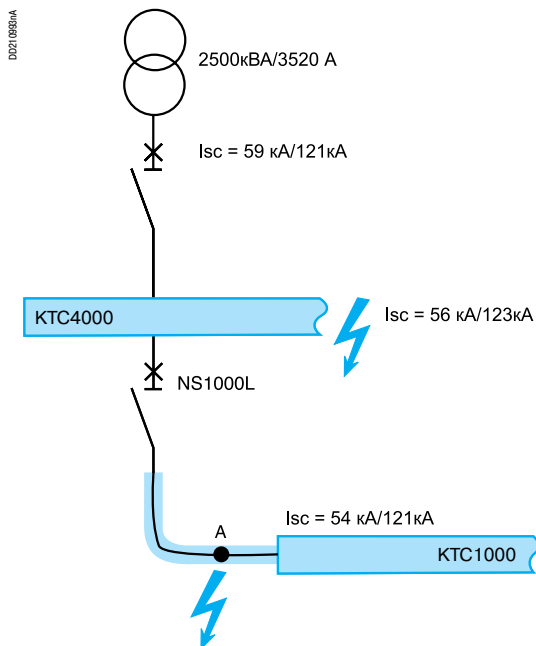 DD210993nA
2500кВА/3520 А
Isc = 59 кА/121кА
KTC4000
Isc = 56 кА/123кА
NS1000L
Isc = 54 кА/121кА
A
KTC1000